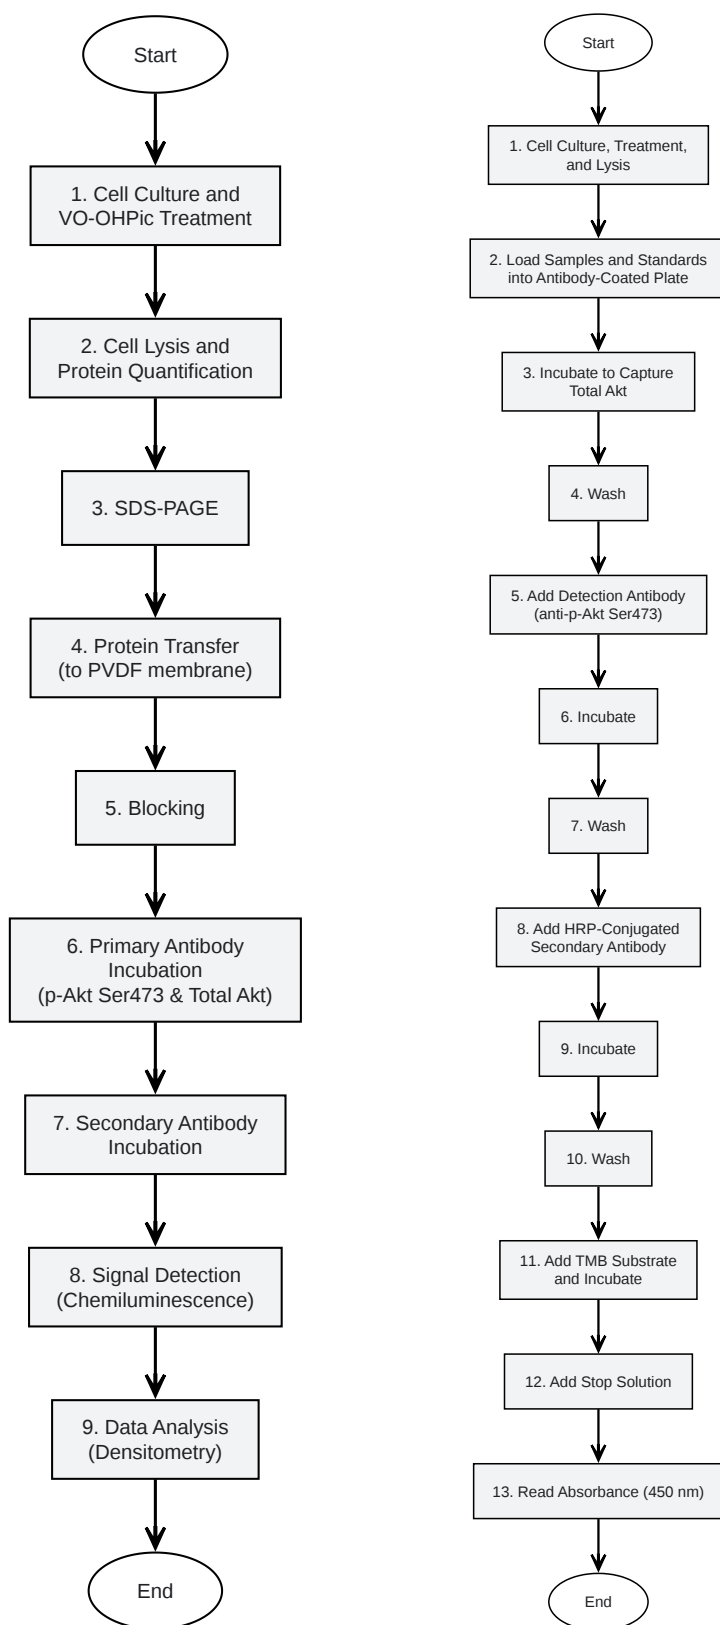 Start
1. Cell Culture and
VO-OHPic Treatment
2. Cell Lysis and
Protein Quantification
3. SDS-PAGE
4. Protein Transfer
(to PVDF membrane)
5. Blocking
6. Primary Antibody
Incubation
(p-Akt Ser473 & Total Akt)
7. Secondary Antibody
Incubation
8. Signal Detection
(Chemiluminescence)
9. Data Analysis
(Densitometry)
End
Start
1. Cell Culture, Treatment,
and Lysis
2. Load Samples and Standards
into Antibody-Coated Plate
3. Incubate to Capture
Total Akt
4. Wash
5. Add Detection Antibody
(anti-p-Akt Ser473)
6. Incubate
7. Wash
8. Add HRP-Conjugated
Secondary Antibody
9. Incubate
10. Wash
11. Add TMB Substrate
and Incubate
12. Add Stop Solution
13. Read Absorbance (450 nm)
End